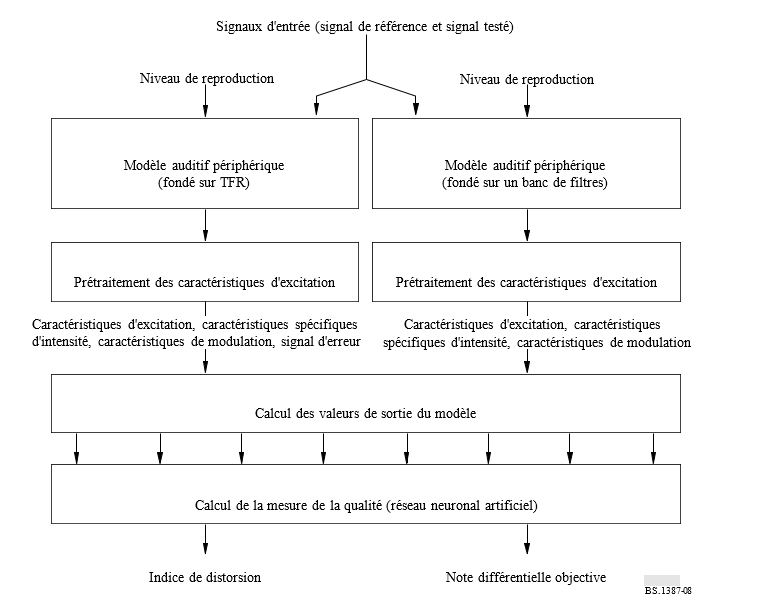 Signaux d'entrée (signal de référence et signal testé)
Niveau de reproduction
Niveau de reproduction
Modèle auditif périphérique
(fondé sur TFR)
Modèle auditif périphérique
(fondé sur un banc de filtres)
Prétraitement des caractéristiques d'excitation
Prétraitement des caractéristiques d'excitation
Caractéristiques d'excitation, caractéristiques spécifiques
d'intensité, caractéristiques de modulation, signal d'erreur
Caractéristiques d'excitation, caractéristiques
spécifiques d'intensité, caractéristiques de modulation
Calcul des valeurs de sortie du modèle
Calcul de la mesure de la qualité (réseau neuronal artificiel)
Indice de distorsion
Note différentielle objective
BS.1387-08